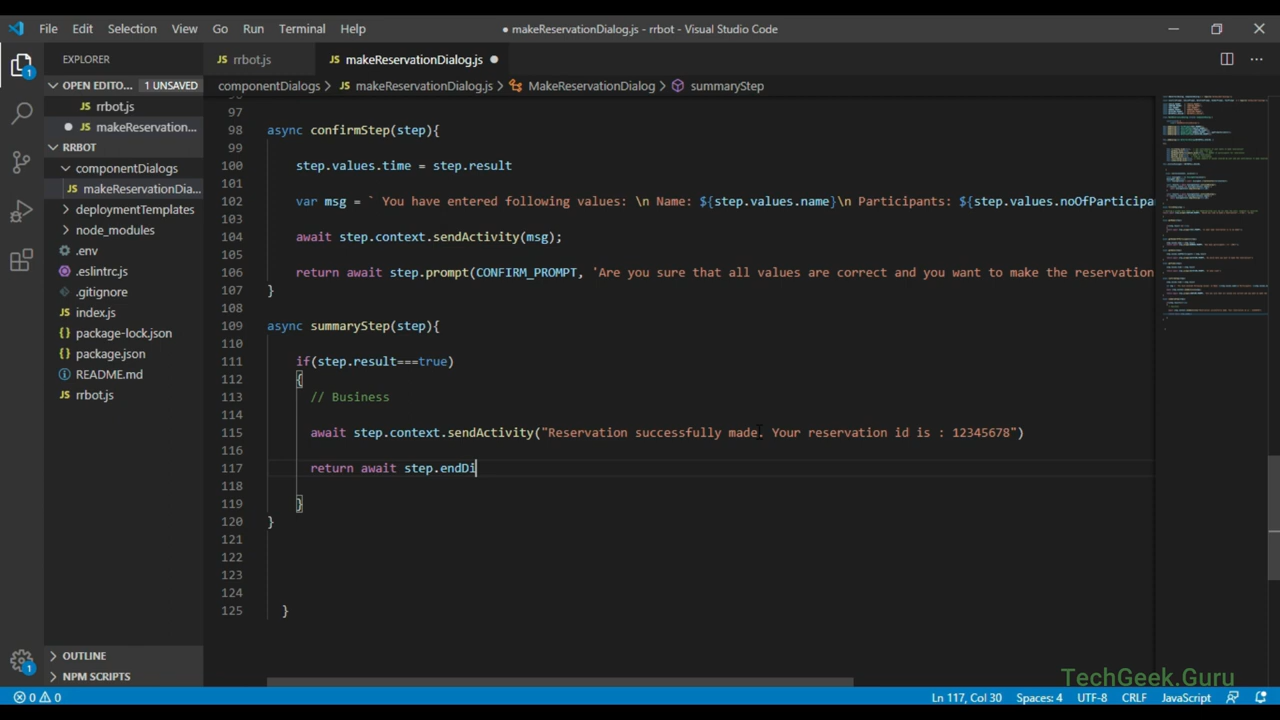 File Edit Selection View Go Run Terminal Help
● makeReservationDialog.js - rrbot - Visual Studio Code
EXPLORER
JS rrbot.js
JS makeReservationDialog.js ●
OPEN EDITO... 1 UNSAVED
JS rrbot.js
JS makeReservation...
RRBOT
componentDialogs
JS makeReservationDia...
deploymentTemplates
node_modules
.env
.eslintrc.js
.gitignore
JS index.js
package-lock.json
package.json
README.md
JS rrbot.js
OUTLINE
NPM SCRIPTS
componentDialogs > JS makeReservationDialog.js > MakeReservationDialog > summaryStep
97
98 async confirmStep(step){
99
100 step.values.time = step.result
101
102 var msg = ` You have entered following values: \n Name: ${step.values.name}\n Participants: ${step.values.noOfParticipa
103
104 await step.context.sendActivity(msg);
105
106 return await step.prompt(CONFIRM_PROMPT, 'Are you sure that all values are correct and you want to make the reservation
107 }
108
109 async summaryStep(step){
110
111 if(step.result===true)
112 {
113 // Business
114
115 await step.context.sendActivity("Reservation successfully made. Your reservation id is : 12345678")
116
117 return await step.endDi
118
119 }
120 }
121
122
123
124
125 }
TechGeek.Guru
0 0
Ln 117, Col 30 Spaces: 4 UTF-8 CRLF JavaScript